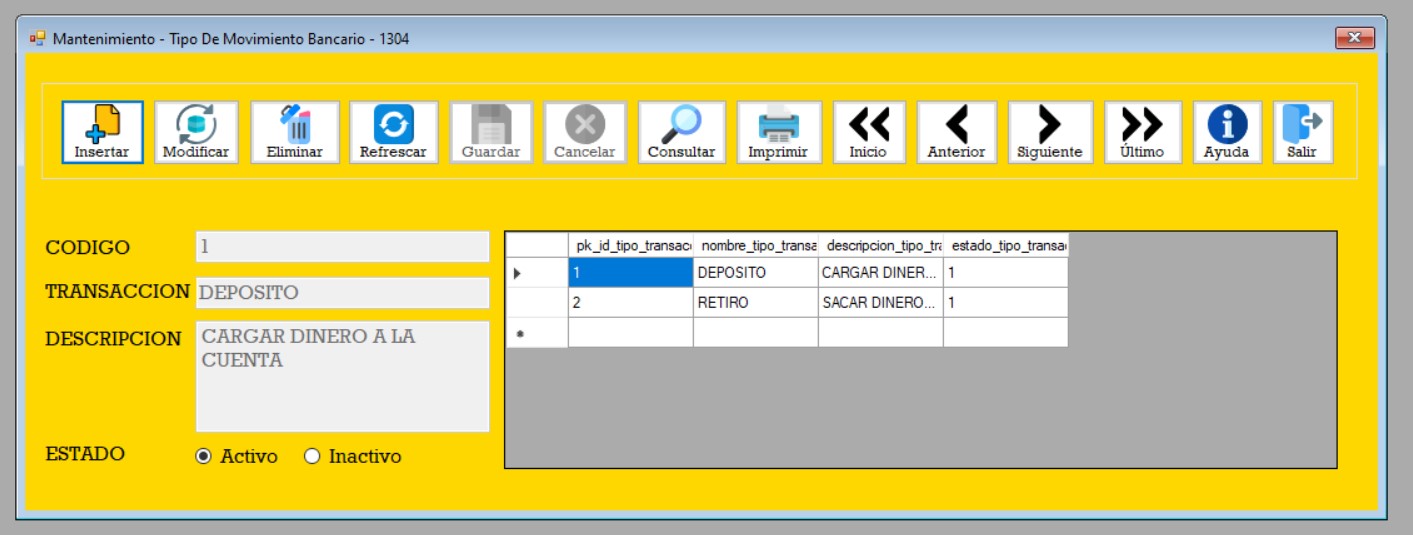 Mantenimiento - Tipo De Movimiento Bancario - 1304
Insertar Modificar Eliminar Refrescar Guardar Cancelar Consultar Imprimir Inicio Anterior Siguiente Último Ayuda Salir
CODIGO 1
TRANSACCION DEPOSITO
DESCRIPCION CARGAR DINERO A LA
CUENTA
ESTADO Activo Inactivo
pk_id_tipo_transac nombre_tipo_transa descripcion_tipo_tra estado_tipo_transa
1 DEPOSITO CARGAR DINER... 1
2 RETIRO SACAR DINERO... 1